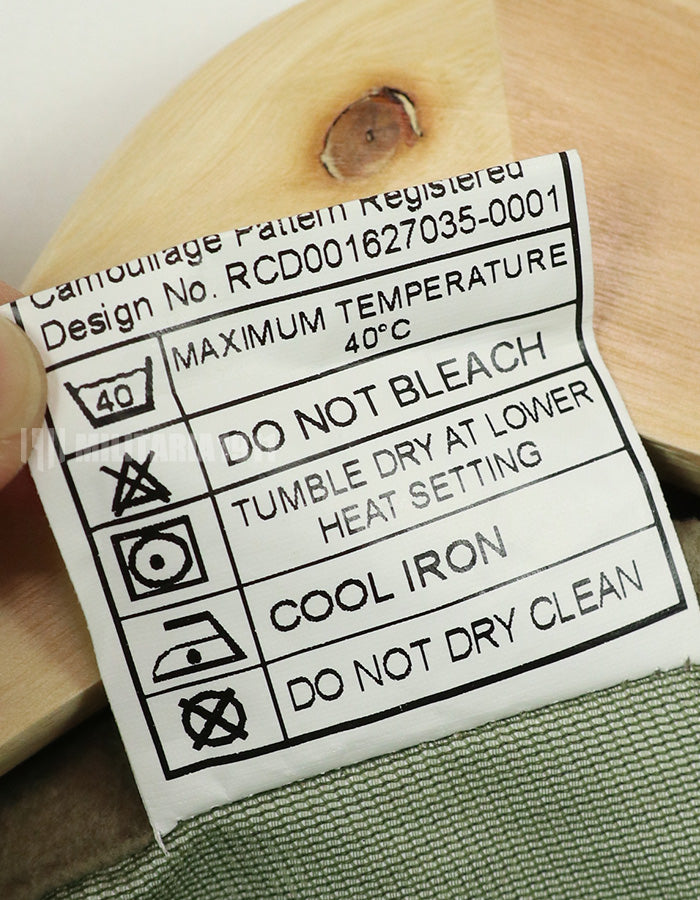 Camouflage Pattern Registered
Design No. RCD001627035-0001
MAXIMUM TEMPERATURE
40°C
40
DO NOT BLEACH
TUMBLE DRY AT LOWER
HEAT SETTING
COOL IRON
DO NOT DRY CLEAN